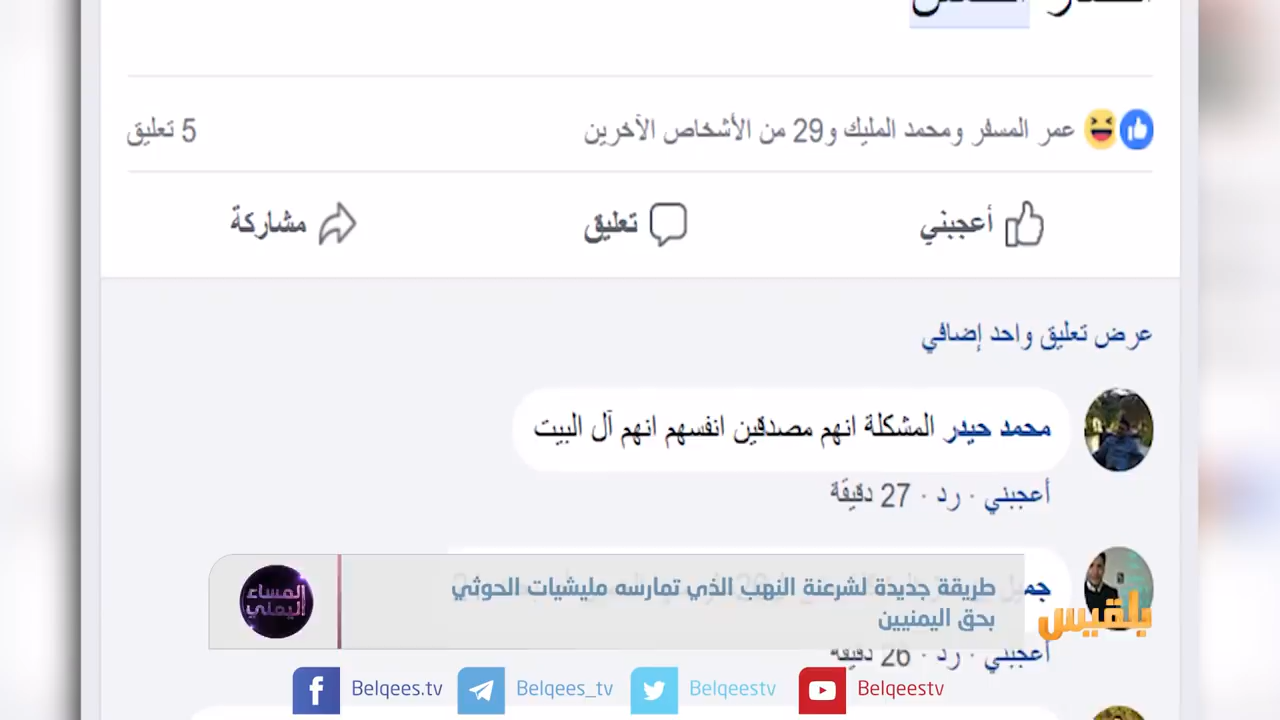 عمر المسفر ومحمد المليك و29 من الأشخاص الآخرين
5 تعليق
أعجبني
تعليق
مشاركة
عرض تعليق واحد إضافي
محمد حيدر المشكلة انهم مصدقين انفسهم انهم آل البيت
أعجبني · رد · 27 دقيقة
طريقة جديدة لشرعنة النهب الذي تمارسه مليشيات الحوثي
بحق اليمنيين
المساء
اليمني
بلقيس
أعجبني · رد · 26 دقيقة
Belqees.tv
Belqees_tv
Belqeestv
Belqeestv